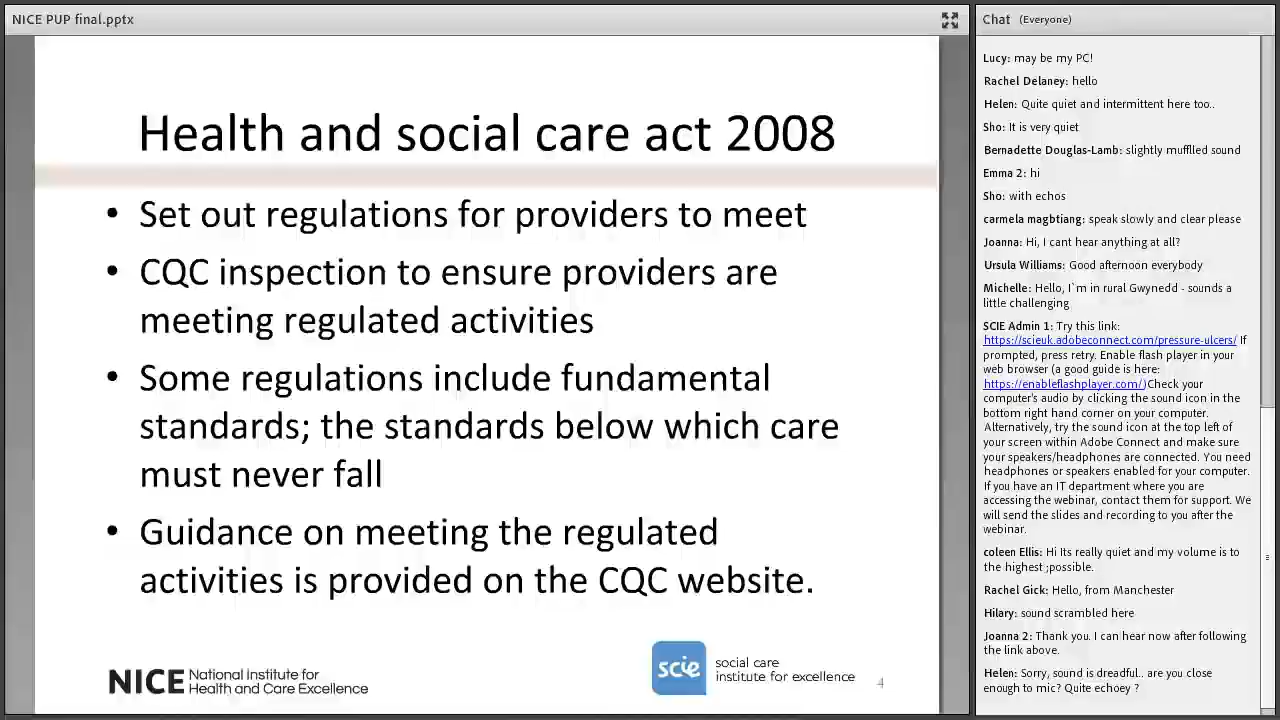 NICE PUP final.pptx
Health and social care act 2008
• Set out regulations for providers to meet
• CQC inspection to ensure providers are
meeting regulated activities
• Some regulations include fundamental
standards; the standards below which care
must never fall
• Guidance on meeting the regulated
activities is provided on the CQC website.
NICE National Institute for
Health and Care Excellence
scie social care
institute for excellence
4
Chat (Everyone)
Lucy: may be my PC!
Rachel Delaney: hello
Helen: Quite quiet and intermittent here too..
Sho: It is very quiet
Bernadette Douglas-Lamb: slightly mufflled sound
Emma 2: hi
Sho: with echos
carmela magbtiang: speak slowly and clear please
Joanna: Hi, I cant hear anything at all?
Ursula Williams: Good afternoon everybody
Michelle: Hello, I`m in rural Gwynedd - sounds a
little challenging
SCIE Admin 1: Try this link:
https://scieuk.adobeconnect.com/pressure-ulcers/ If
prompted, press retry. Enable flash player in your
web browser (a good guide is here:
https://enableflashplayer.com/)Check your
computer's audio by clicking the sound icon in the
bottom right hand corner on your computer.
Alternatively, try the sound icon at the top left of
your screen within Adobe Connect and make sure
your speakers/headphones are connected. You need
headphones or speakers enabled for your computer.
If you have an IT department where you are
accessing the webinar, contact them for support. We
will send the slides and recording to you after the
webinar.
coleen Ellis: Hi Its really quiet and my volume is to
the highest ;possible.
Rachel Gick: Hello, from Manchester
Hilary: sound scrambled here
Joanna 2: Thank you. I can hear now after following
the link above.
Helen: Sorry, sound is dreadful.. are you close
enough to mic? Quite echoey ?